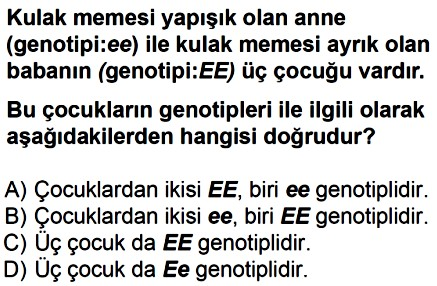 Kulak memesi yapışık olan anne
(genotipi:ee) ile kulak memesi ayrık olan
babanın (genotipi:EE) üç çocuğu vardır.
Bu çocukların genotipleri ile ilgili olarak
aşağıdakilerden hangisi doğrudur?
A) Çocuklardan ikisi EE, biri ee genotiplidir.
B) Çocuklardan ikisi ee, biri EE genotiplidir.
C) Üç çocuk da EE genotiplidir.
D) Üç çocuk da Ee genotiplidir.